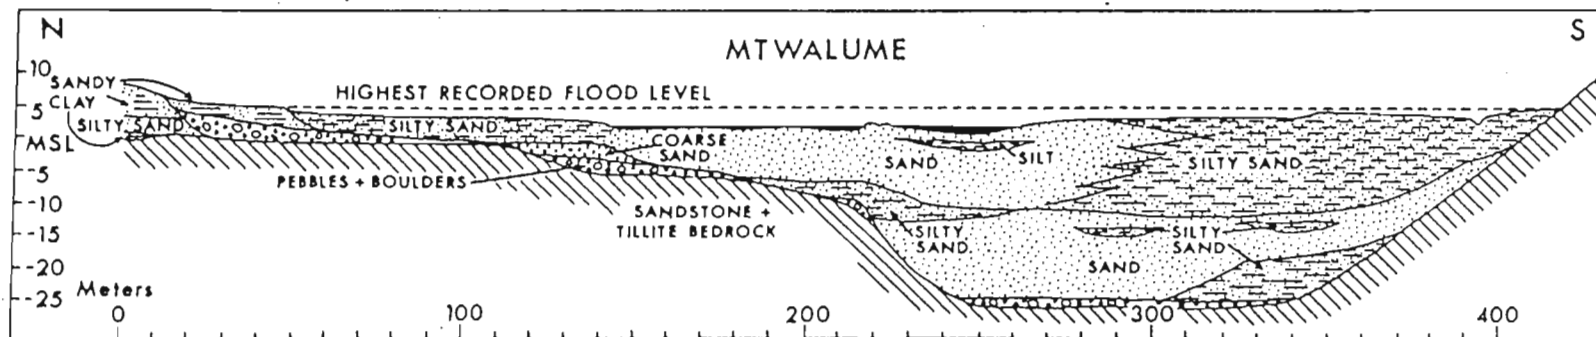 N
S
MTWALUME
10
SANDY
CLAY
HIGHEST RECORDED FLOOD LEVEL
5
SILTY SAND
SILTY SAND
MSL
COARSE
SAND
SAND
SILT
SILTY SAND
-5
PEBBLES + BOULDERS
-10
SANDSTONE +
TILLITE BEDROCK
SILTY
SAND
SILTY
SAND
-15
-20
SAND
Meters
-25
0
100
200
300
400